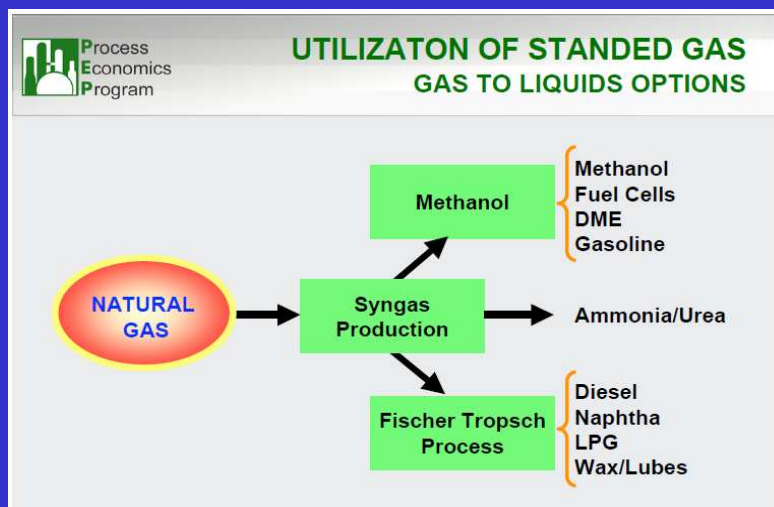 Process
Economics
Program
UTILIZATON OF STANDED GAS
GAS TO LIQUIDS OPTIONS
NATURAL
GAS
Syngas
Production
Methanol
Methanol
Fuel Cells
DME
Gasoline
Ammonia/Urea
Fischer Tropsch
Process
Diesel
Naphtha
LPG
Wax/Lubes